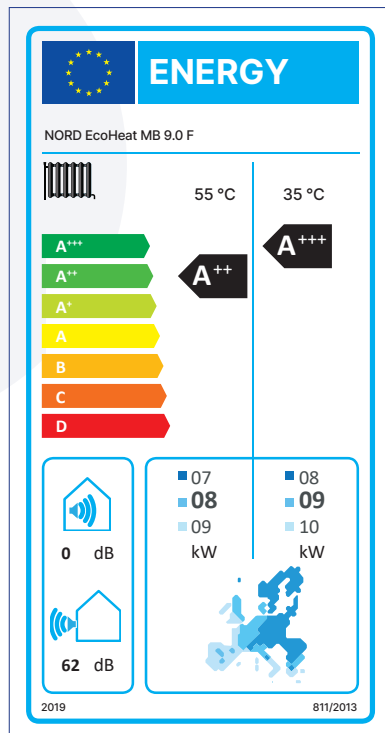 ENERGY
NORD EcoHeat MB 9.0 F
55 °C 35 °C
A+++
A++
A+
A
B
C
D
A++
A+++
0 dB
62 dB
07
08
09
kW
08
09
10
kW
2019 811/2013